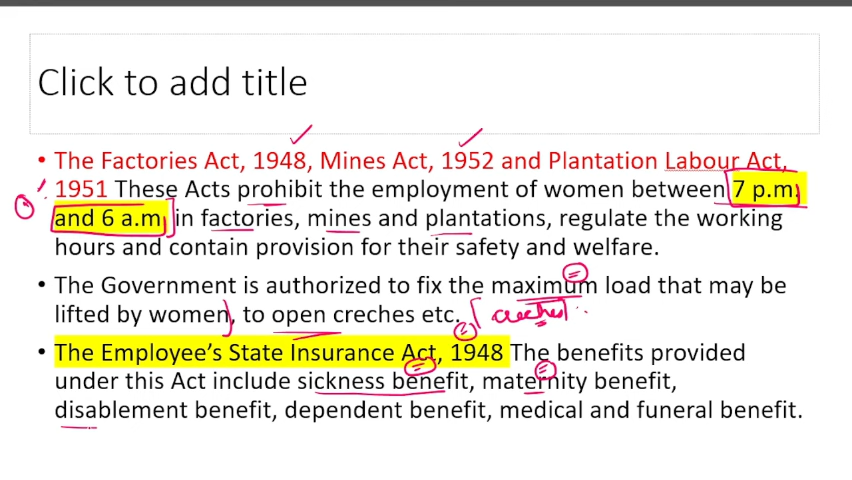 Click to add title
• The Factories Act, 1948, Mines Act, 1952 and Plantation Labour Act,
1951 These Acts prohibit the employment of women between 7 p.m.
and 6 a.m in factories, mines and plantations, regulate the working
hours and contain provision for their safety and welfare.
• The Government is authorized to fix the maximum load that may be
lifted by women, to open creches etc. creches
• The Employee's State Insurance Act, 1948 The benefits provided
under this Act include sickness benefit, maternity benefit,
disablement benefit, dependent benefit, medical and funeral benefit.